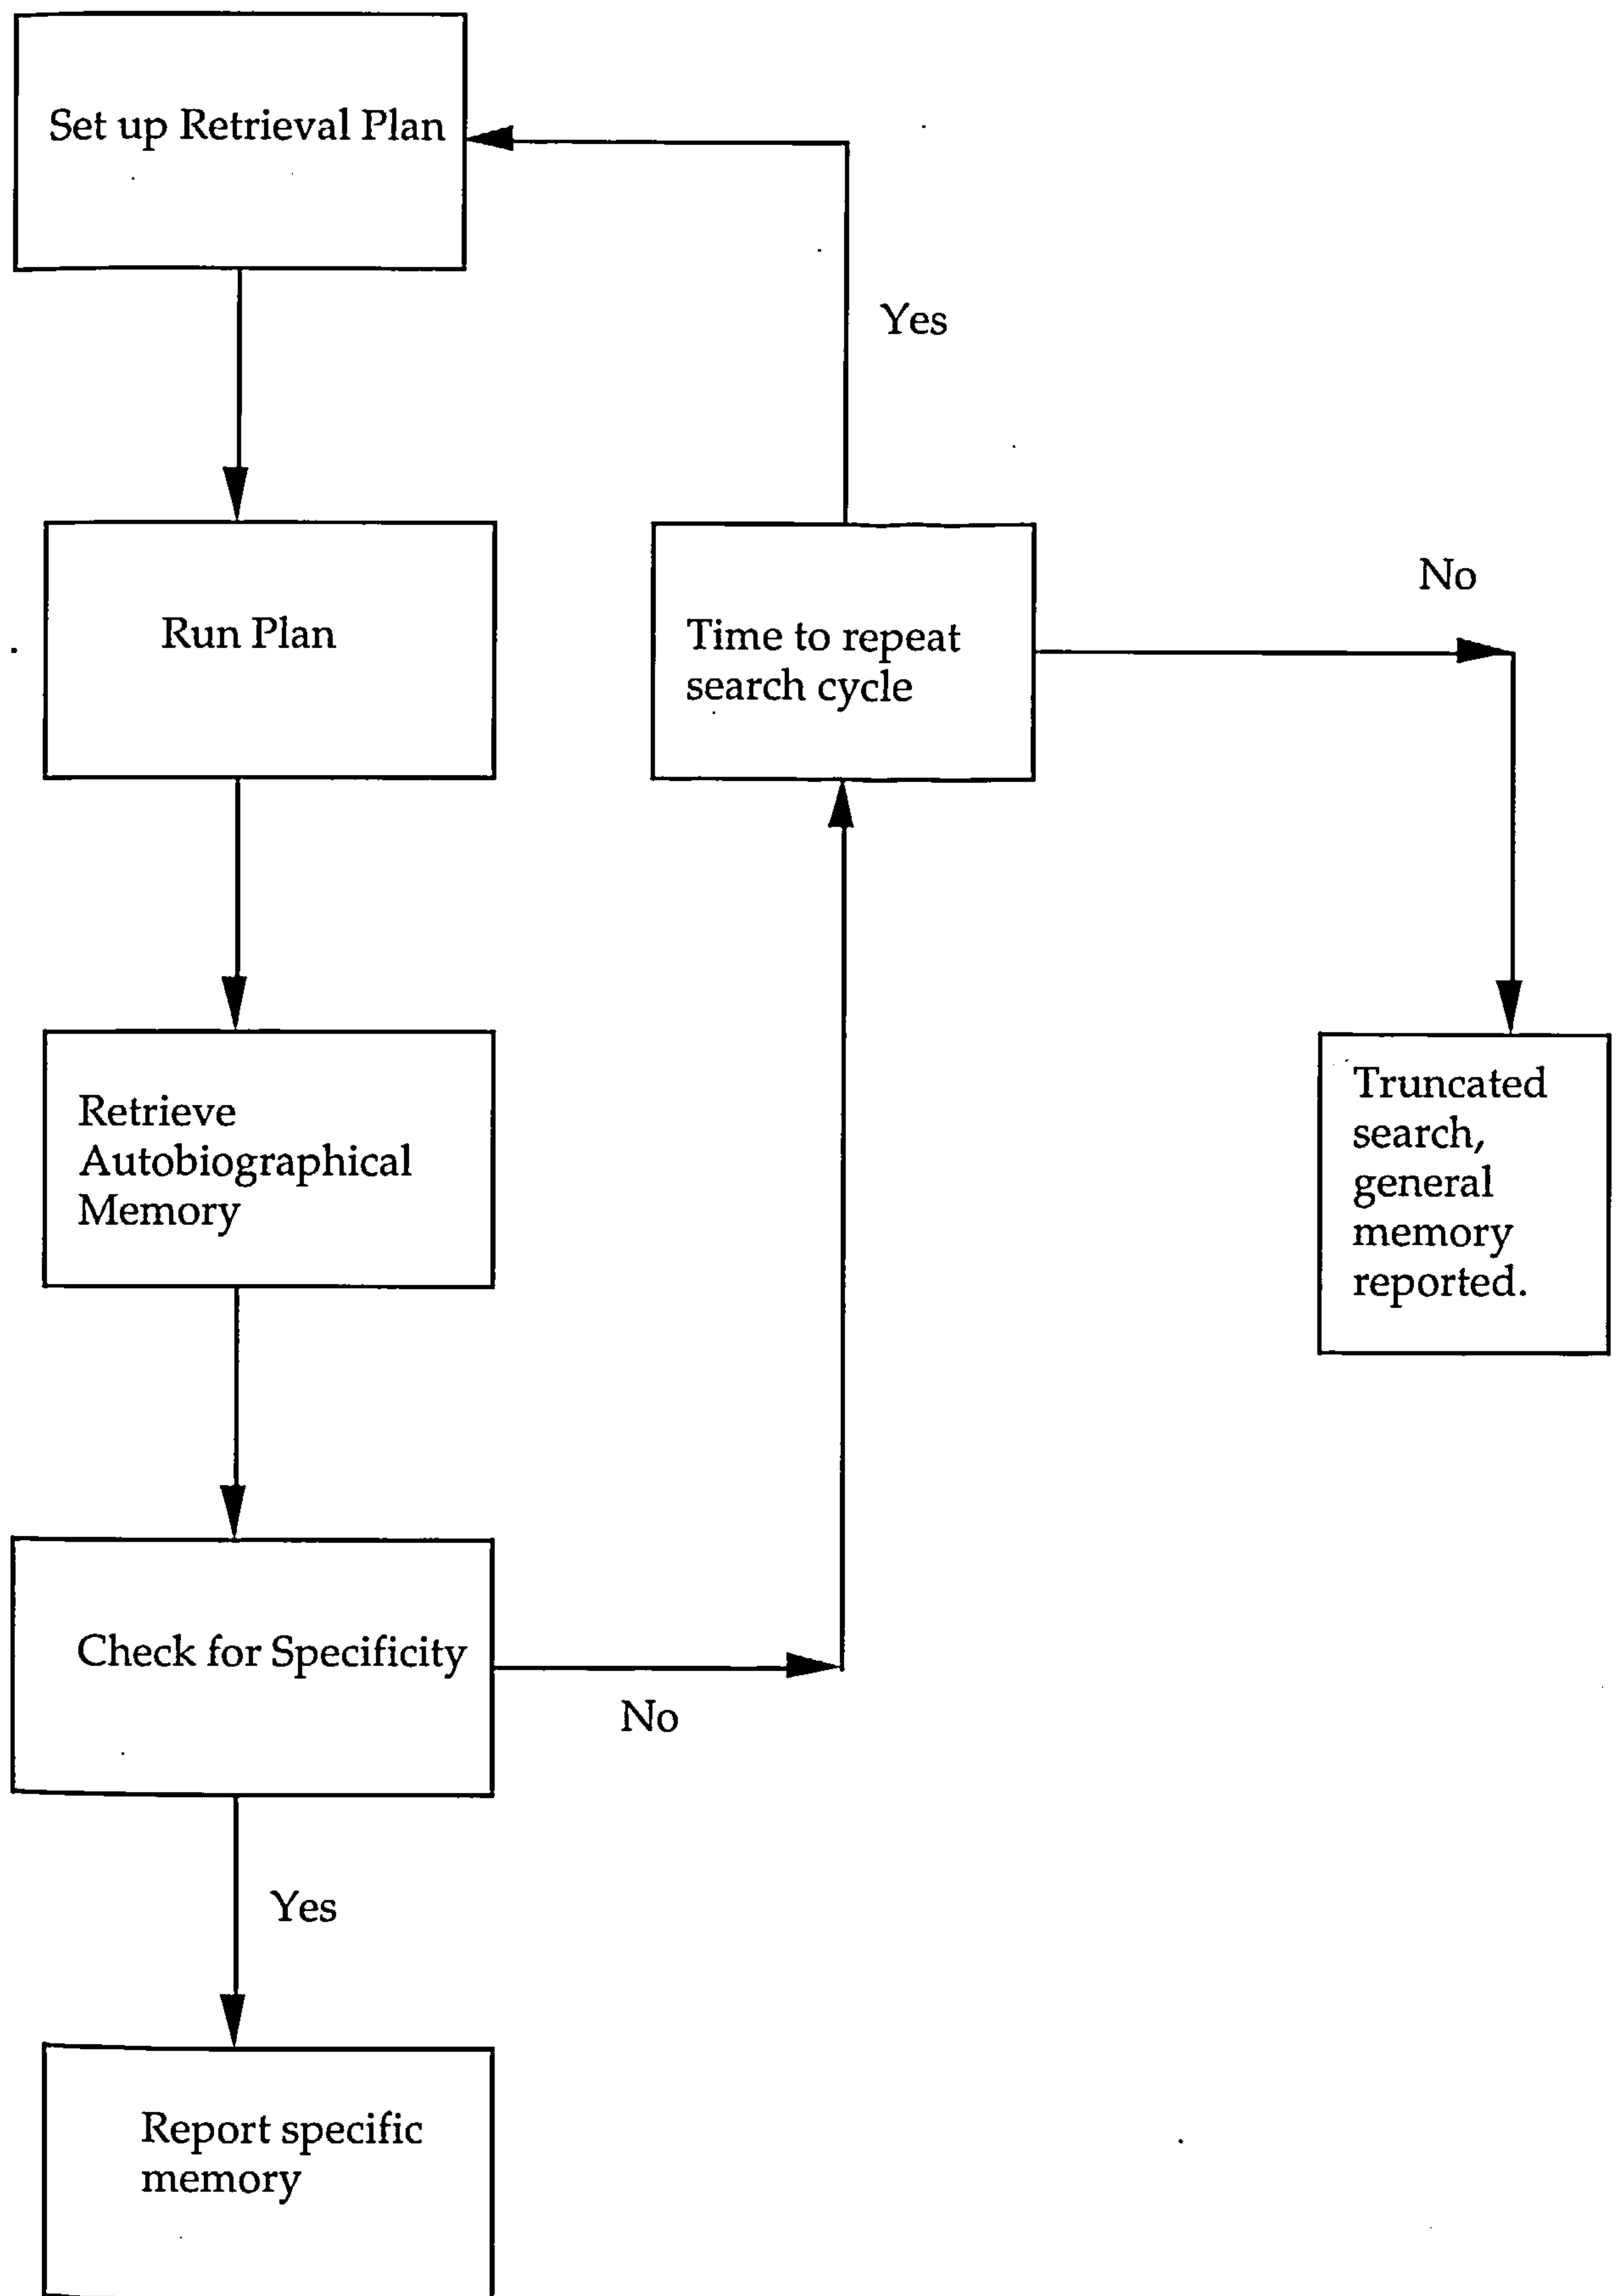 Set up Retrieval Plan
Yes
No
Run Plan
Time to repeat
search cycle
Retrieve
Autobiographical
Memory
Truncated
search,
general
memory
reported.
Check for Specificity
No
Yes
Report specific
memory